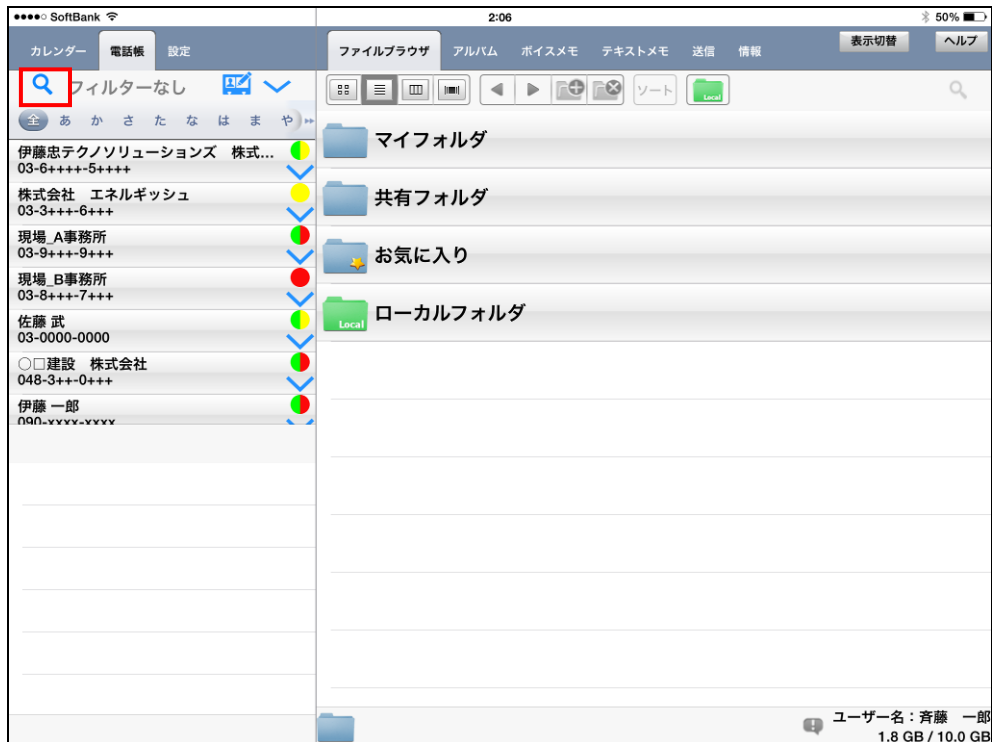 ●●●●○ SoftBank 2:06 50%
カレンダー 電話帳 設定
ファイルブラウザ アルバム ボイスメモ テキストメモ 送信 情報 表示切替 ヘルプ
フィルターなし
ソート Local
全 あ か さ た な は ま や
伊藤忠テクノソリューションズ 株式...
03-6++++-5++++
株式会社 エネルギッシュ
03-3+++-6+++
現場_A事務所
03-9+++-9+++
現場_B事務所
03-8+++-7+++
佐藤 武
03-0000-0000
○□建設 株式会社
048-3++-0+++
伊藤 一郎
090-xxxx-xxxx
マイフォルダ
共有フォルダ
お気に入り
Local ローカルフォルダ
ユーザー名:斉藤 一郎
1.8 GB / 10.0 GB